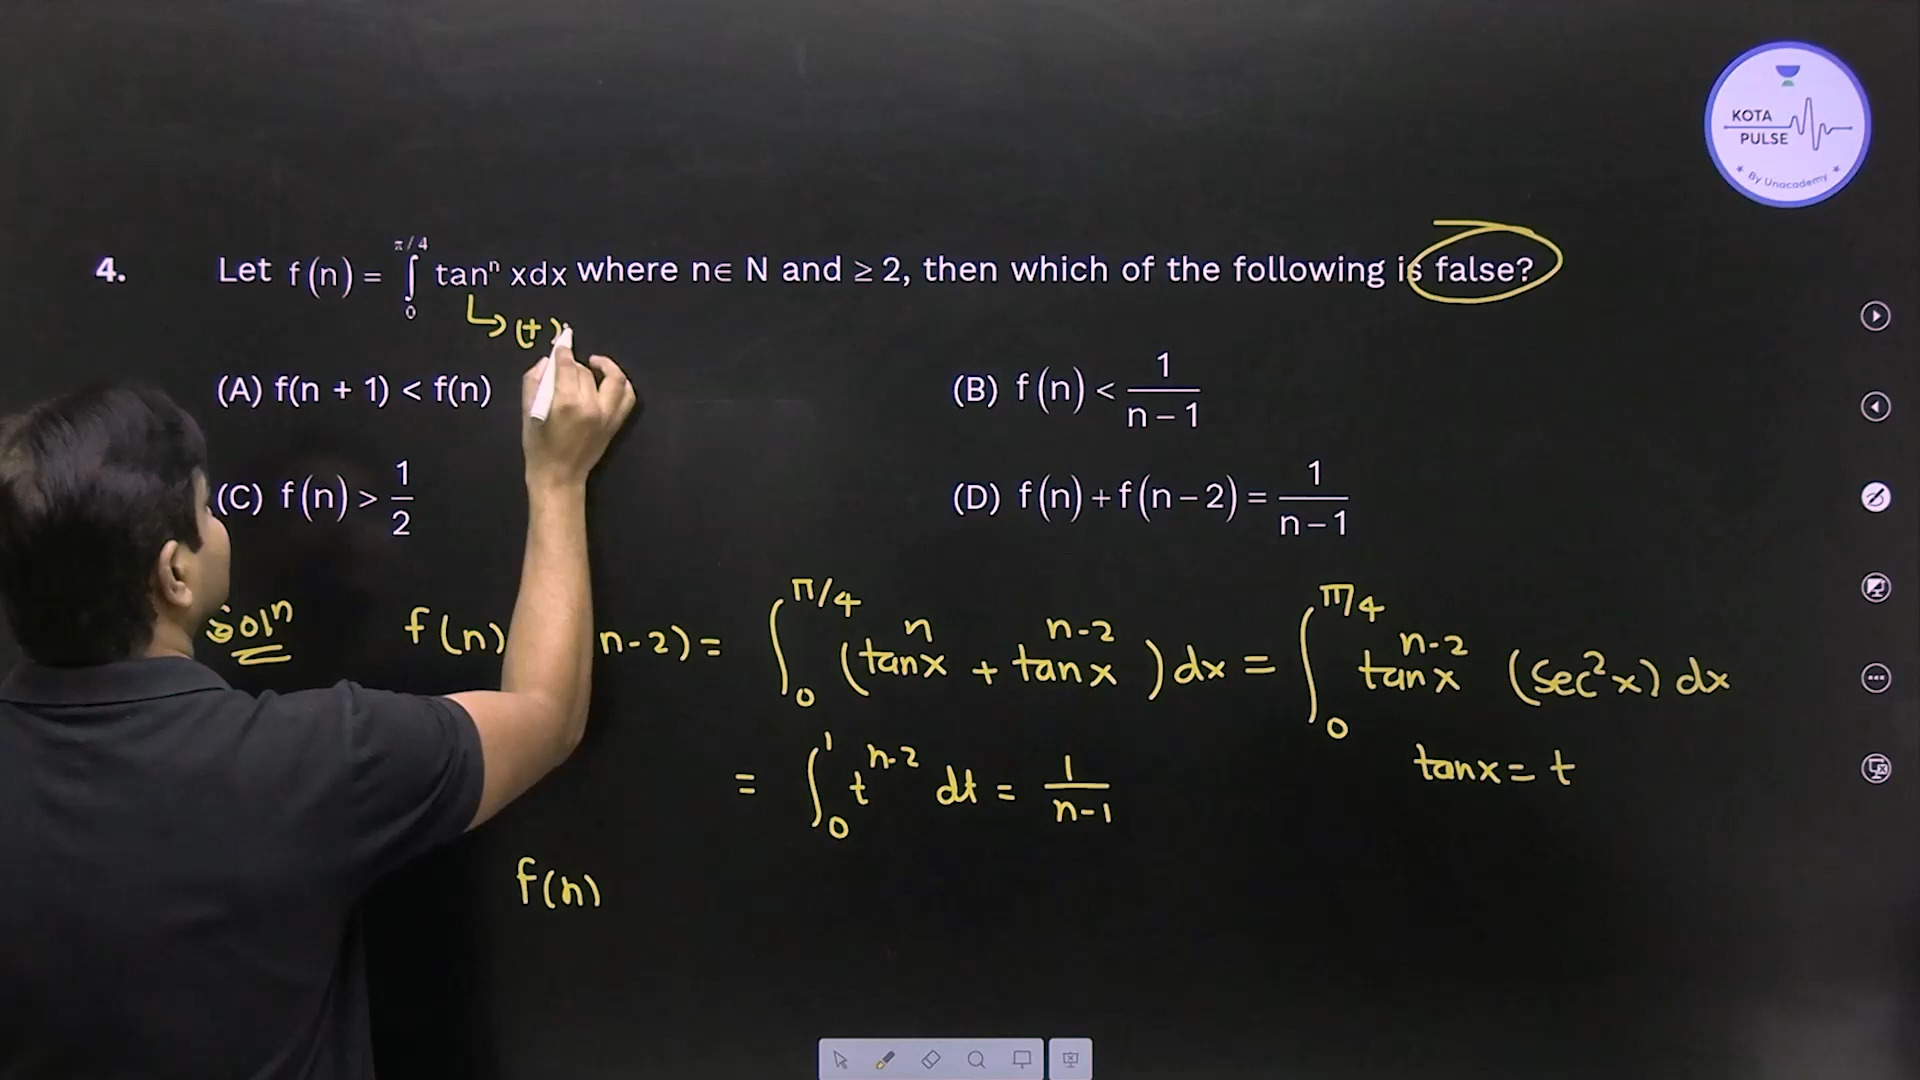 KOTA
PULSE
★ By Unacademy ★
4. Let f(n) = ∫₀^{π/4} tanⁿ xdx where n∈ N and ≥ 2, then which of the following is false?
↳ (+)
(A) f(n + 1) < f(n)
(B) f(n) < 1/(n – 1)
(C) f(n) > 1/2
(D) f(n) + f(n – 2) = 1/(n – 1)
Solⁿ f(n) n-2) = ∫₀^{π/4} (tanⁿx + tanⁿ⁻²x) dx = ∫₀^{π/4} tanⁿ⁻²x (sec²x) dx
= ∫₀¹ tⁿ⁻² dt = 1/(n-1)
tanx = t
f(n)